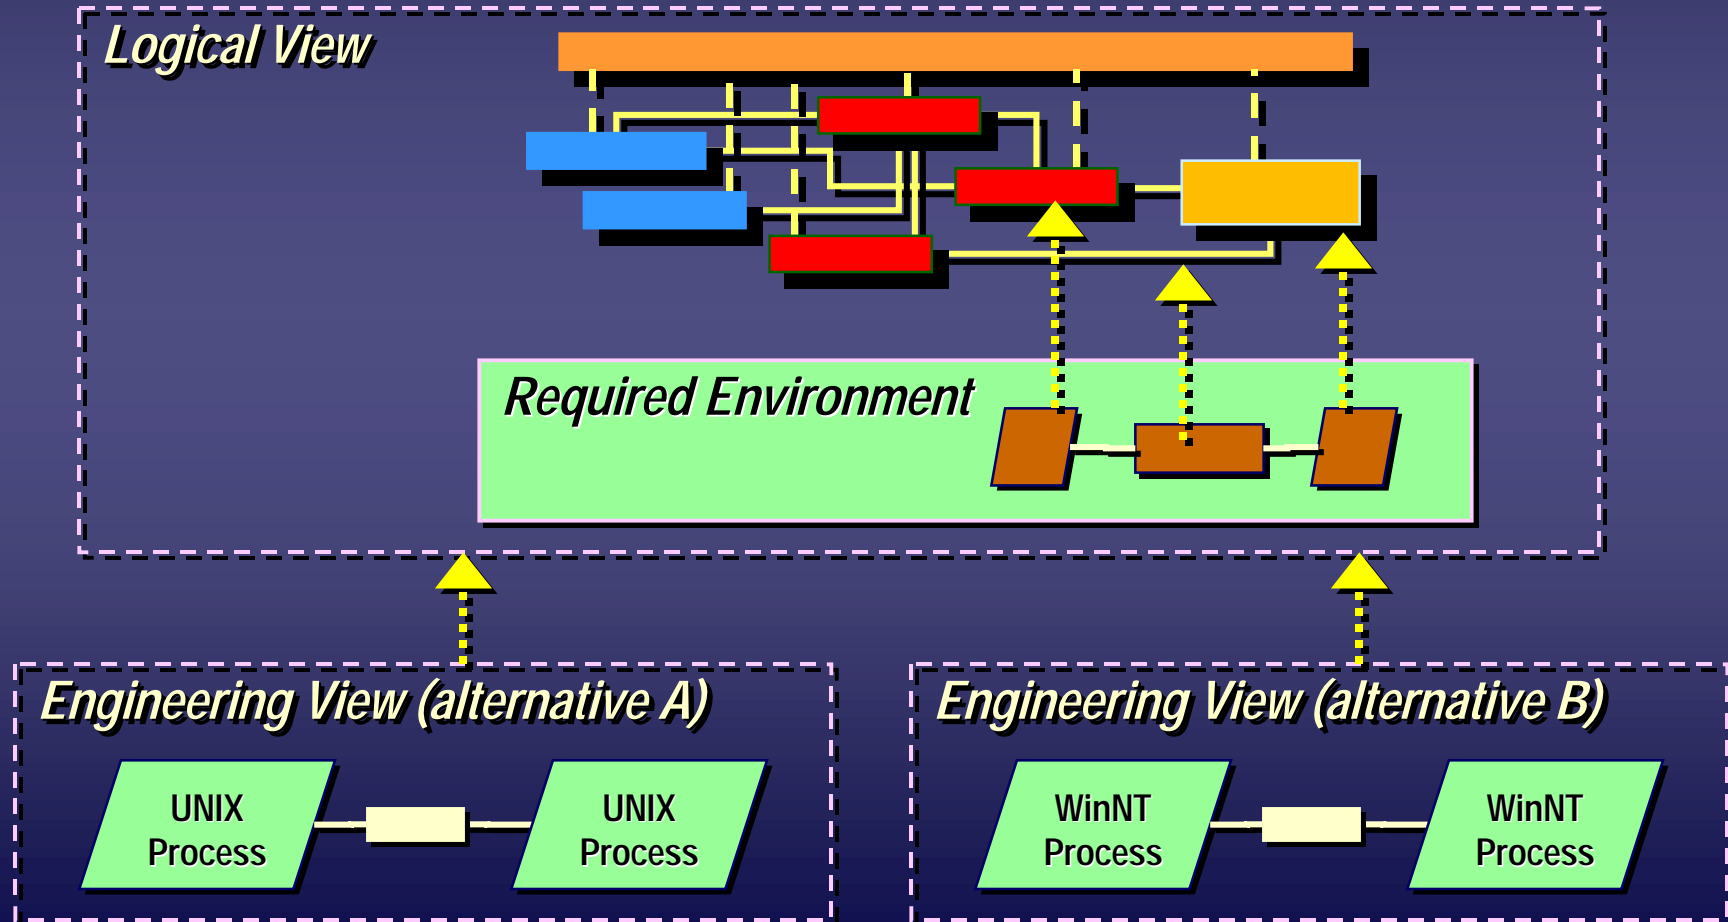 Logical View
Required Environment
Engineering View (alternative A)
UNIX
Process
UNIX
Process
Engineering View (alternative B)
WinNT
Process
WinNT
Process